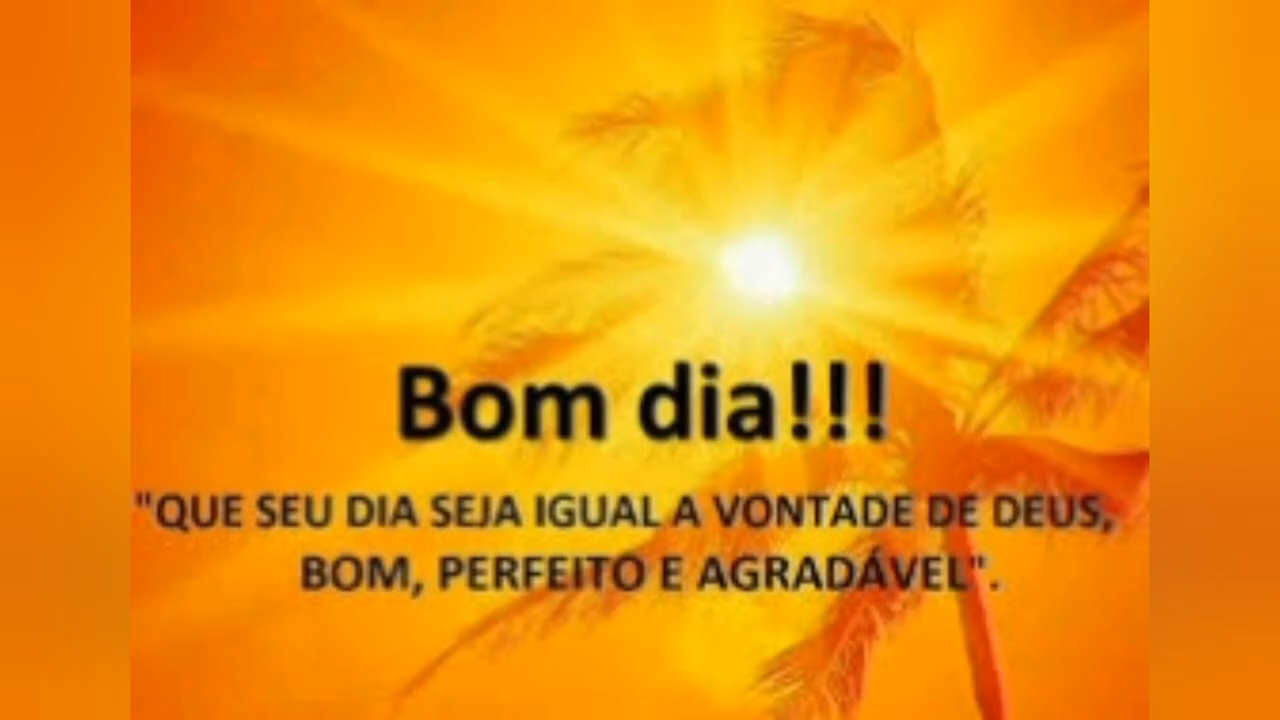 Bom dia!!!
"QUE SEU DIA SEJA IGUAL A VONTADE DE DEUS,
BOM, PERFEITO E AGRADÁVEL".